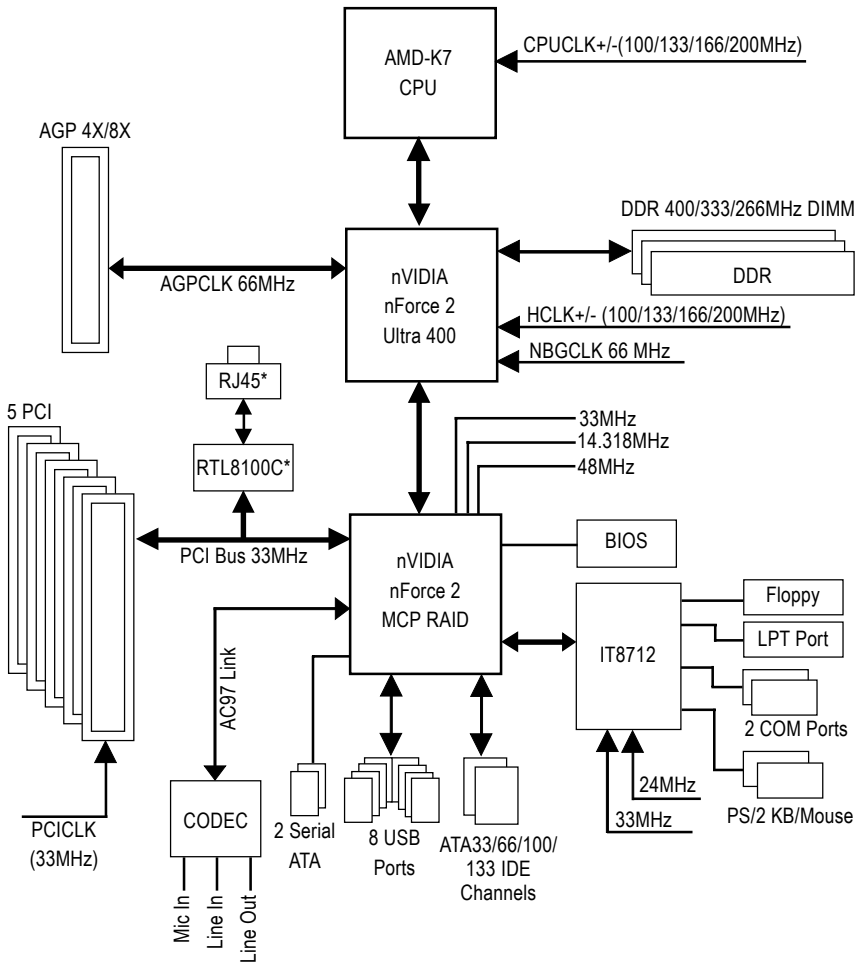 AMD-K7
CPU
CPUCLK+/-(100/133/166/200MHz)
AGP 4X/8X
DDR 400/333/266MHz DIMM
DDR
nVIDIA
nForce 2
Ultra 400
AGPCLK 66MHz
HCLK+/- (100/133/166/200MHz)
NBGCLK 66 MHz
RJ45*
5 PCI
33MHz
14.318MHz
48MHz
RTL8100C*
PCI Bus 33MHz
nVIDIA
nForce 2
MCP RAID
BIOS
Floppy
LPT Port
IT8712
AC97 Link
2 COM Ports
PS/2 KB/Mouse
24MHz
33MHz
PCICLK
(33MHz)
CODEC
2 Serial
ATA
8 USB
Ports
ATA33/66/100/
133 IDE
Channels
Mic In
Line In
Line Out